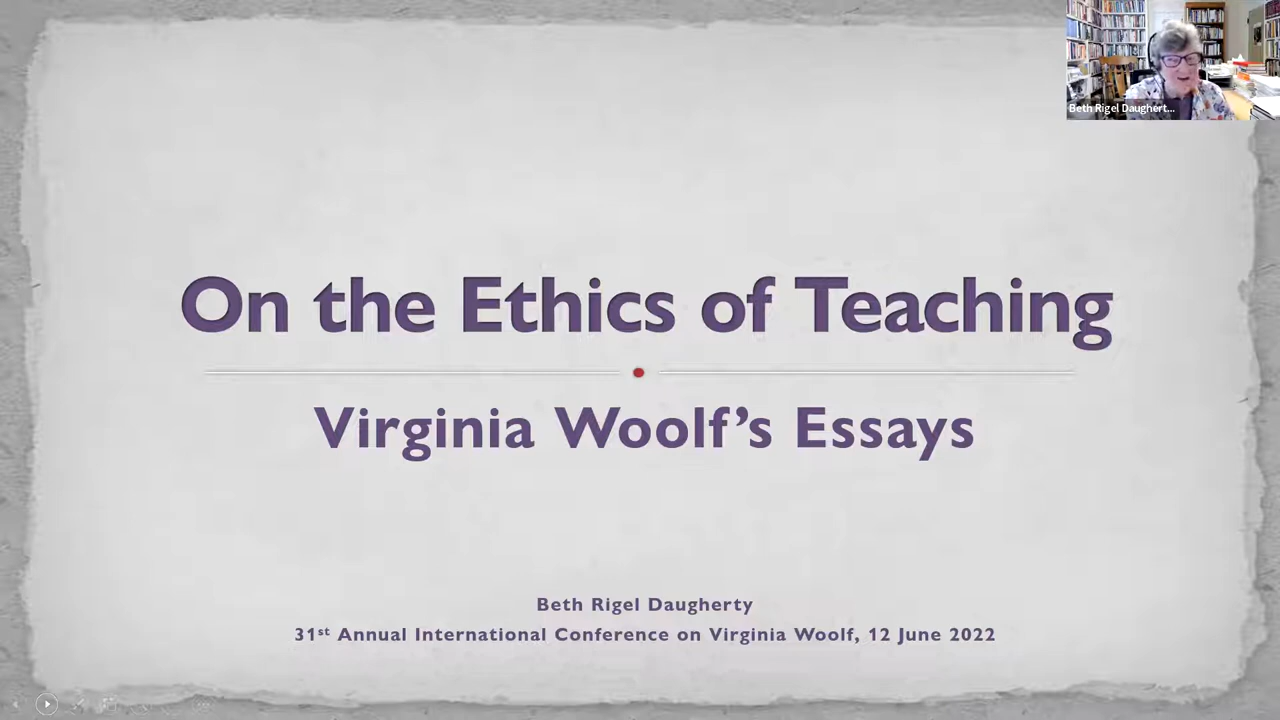 Beth Rigel Daughert...
On the Ethics of Teaching
Virginia Woolf’s Essays
Beth Rigel Daugherty
31st Annual International Conference on Virginia Woolf, 12 June 2022